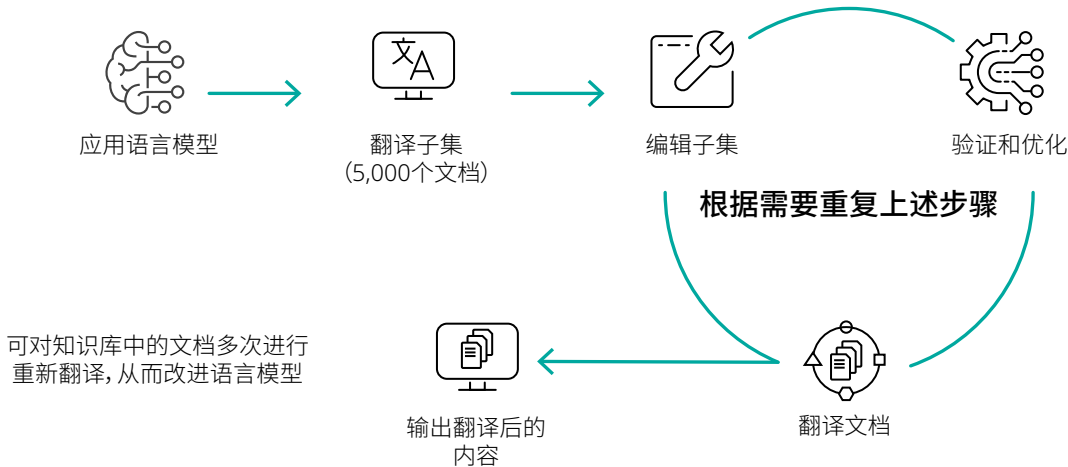 应用语言模型
翻译子集
（5,000个文档）
编辑子集
验证和优化
根据需要重复上述步骤
可对知识库中的文档多次进行
重新翻译，从而改进语言模型
输出翻译后的
内容
翻译文档